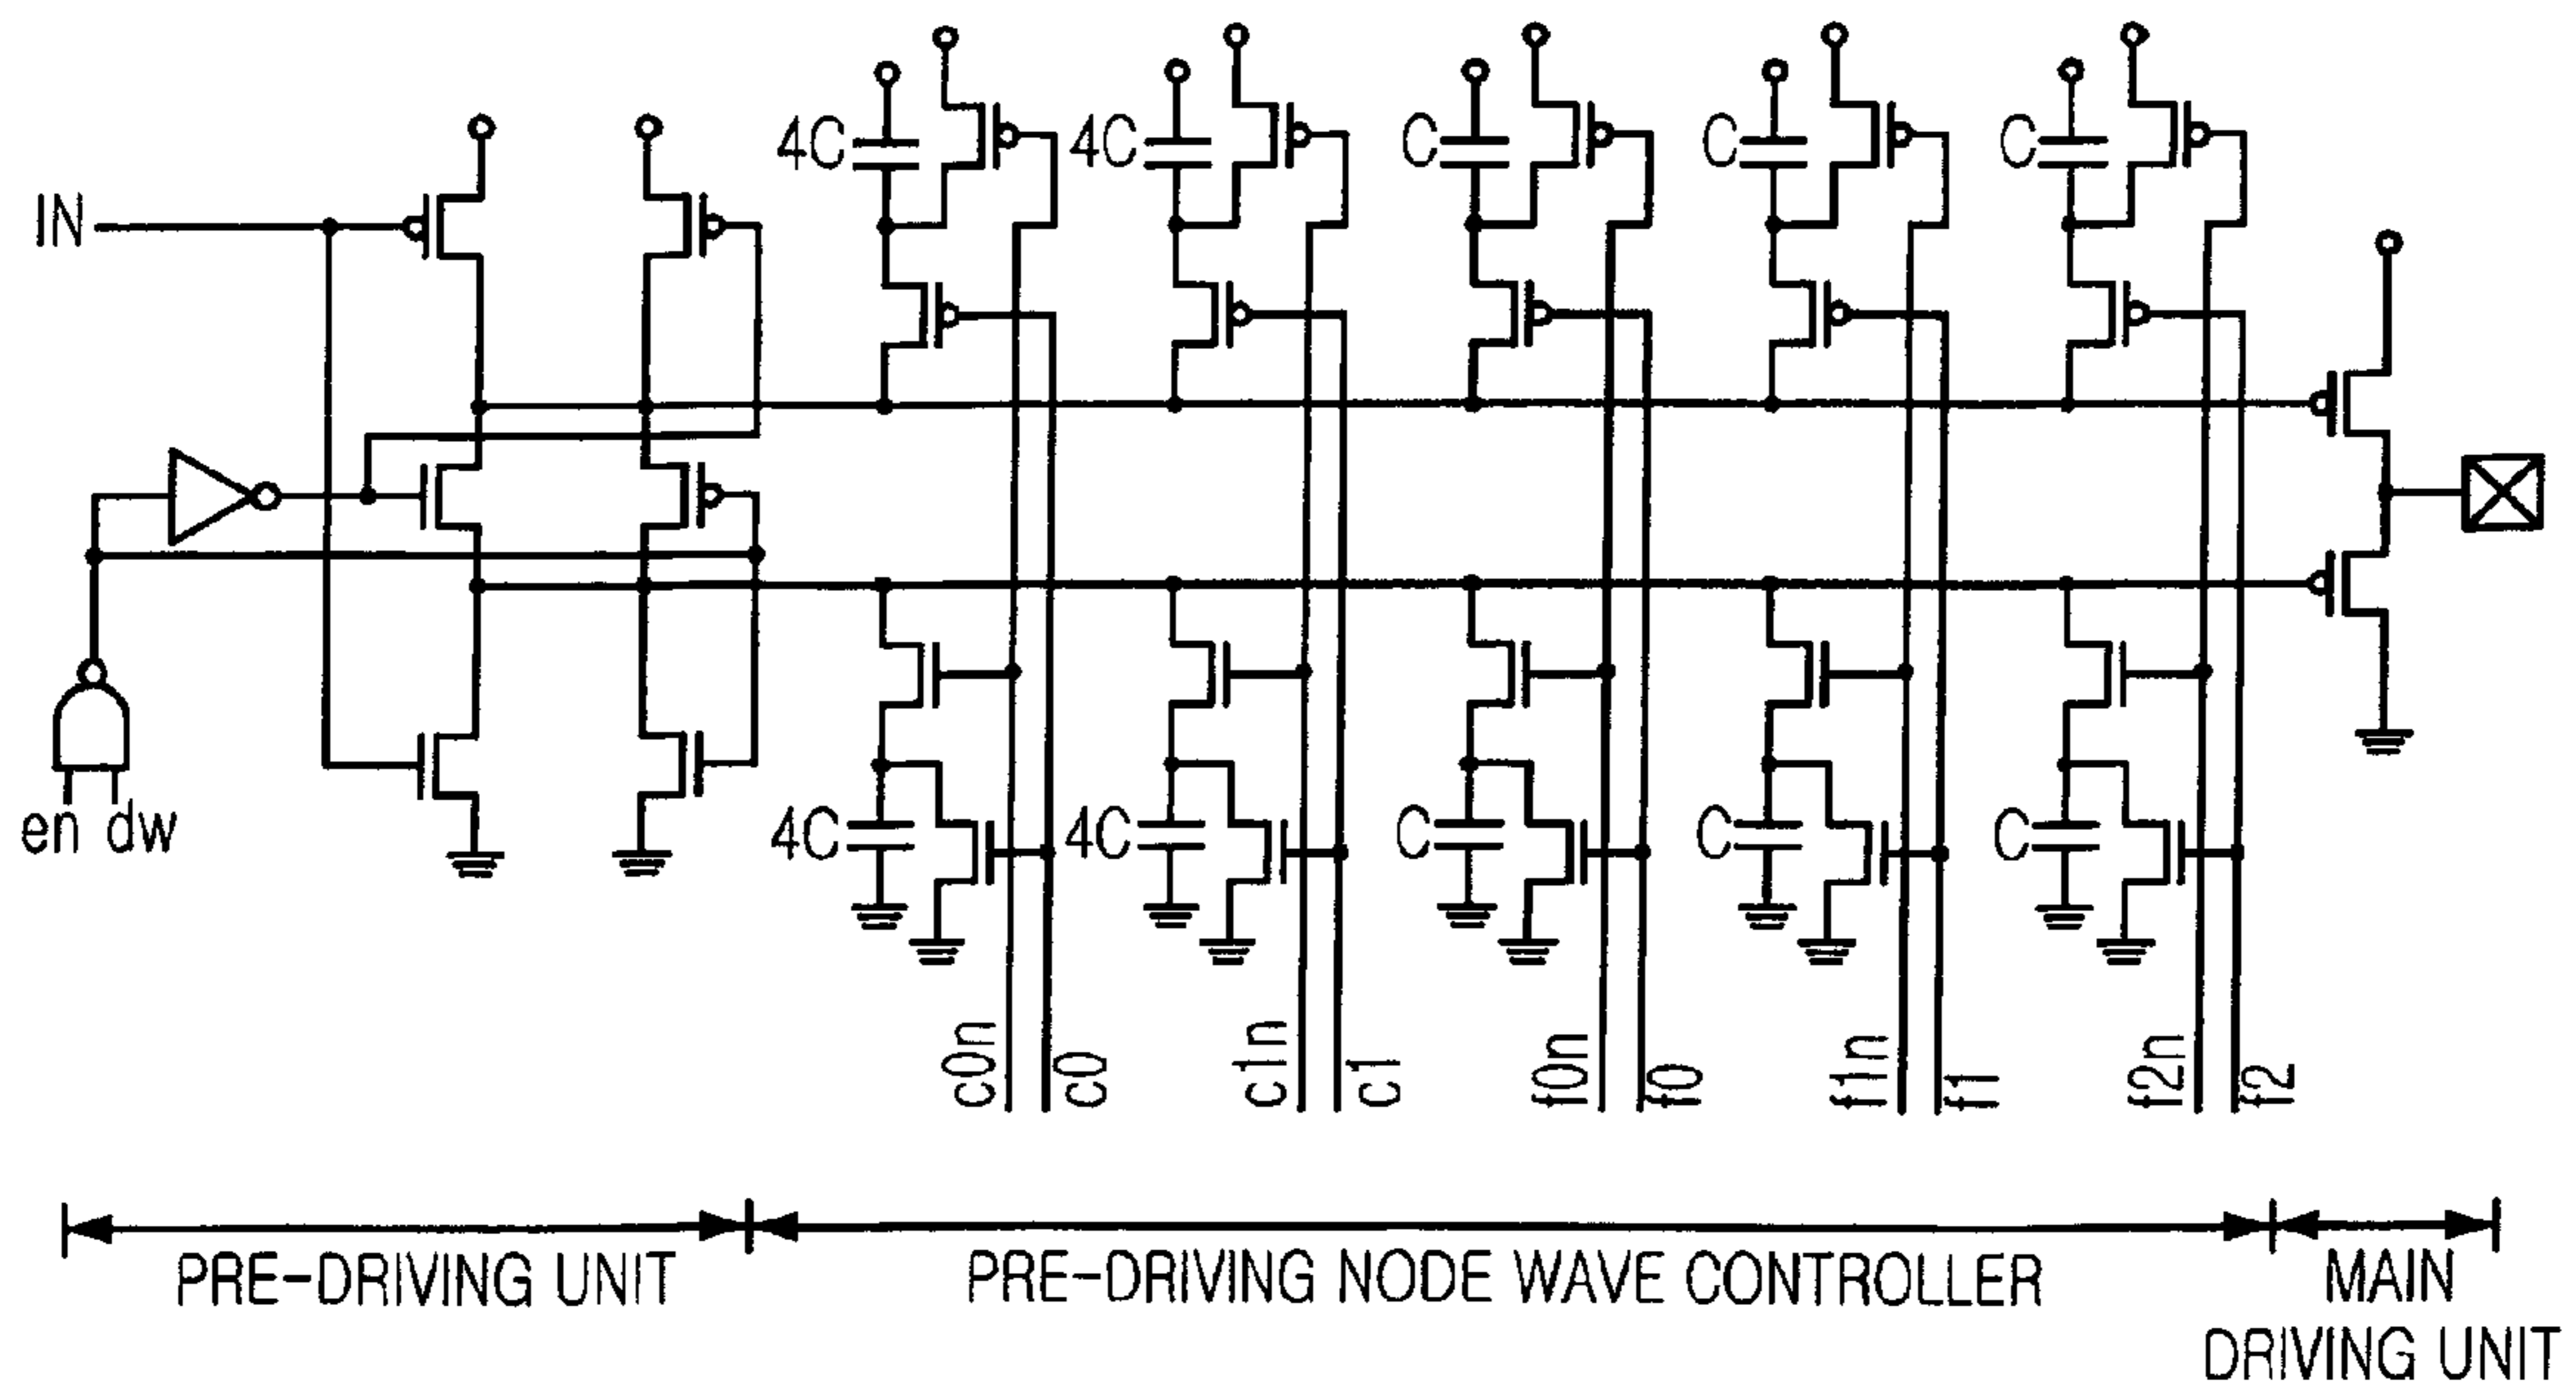 4C 4C C C C
IN
en dw
4C 4C C C C
c0n c0 c1n c1 f0n f0 f1n f1 f2n f2
PRE-DRIVING UNIT PRE-DRIVING NODE WAVE CONTROLLER MAIN
DRIVING UNIT